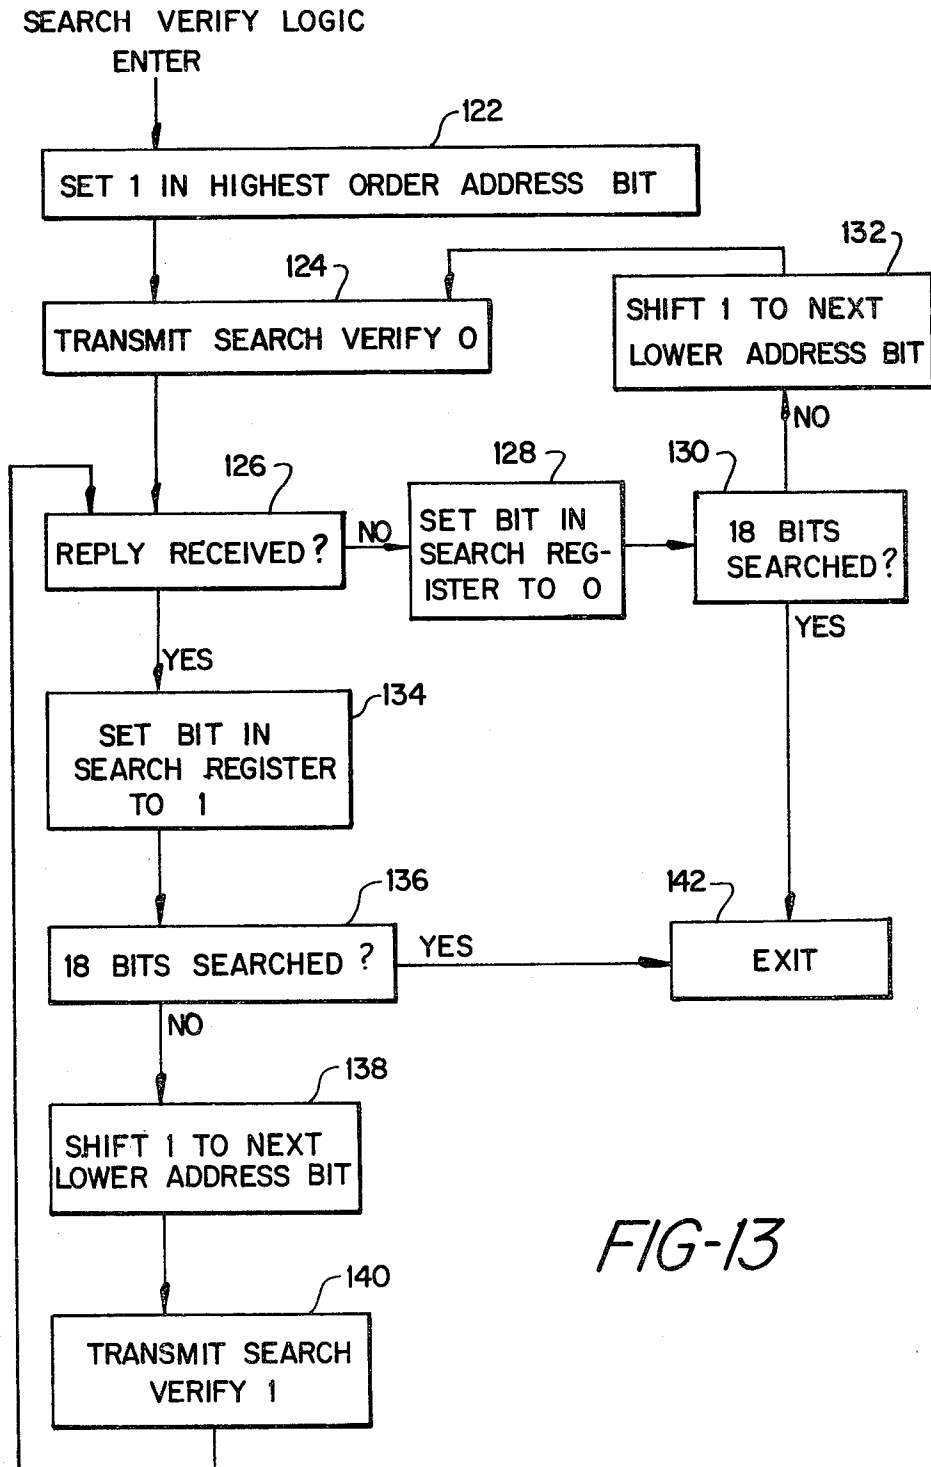 SEARCH VERIFY LOGIC
ENTER
122
SET 1 IN HIGHEST ORDER ADDRESS BIT
132
124
SHIFT 1 TO NEXT
LOWER ADDRESS BIT
TRANSMIT SEARCH VERIFY 0
NO
126
128
130
REPLY RECEIVED?
NO
SET BIT IN
SEARCH REG-
ISTER TO 0
18 BITS
SEARCHED?
YES
YES
134
SET BIT IN
SEARCH REGISTER
TO 1
136
142
18 BITS SEARCHED?
YES
EXIT
NO
138
SHIFT 1 TO NEXT
LOWER ADDRESS BIT
FIG-13
140
TRANSMIT SEARCH
VERIFY 1